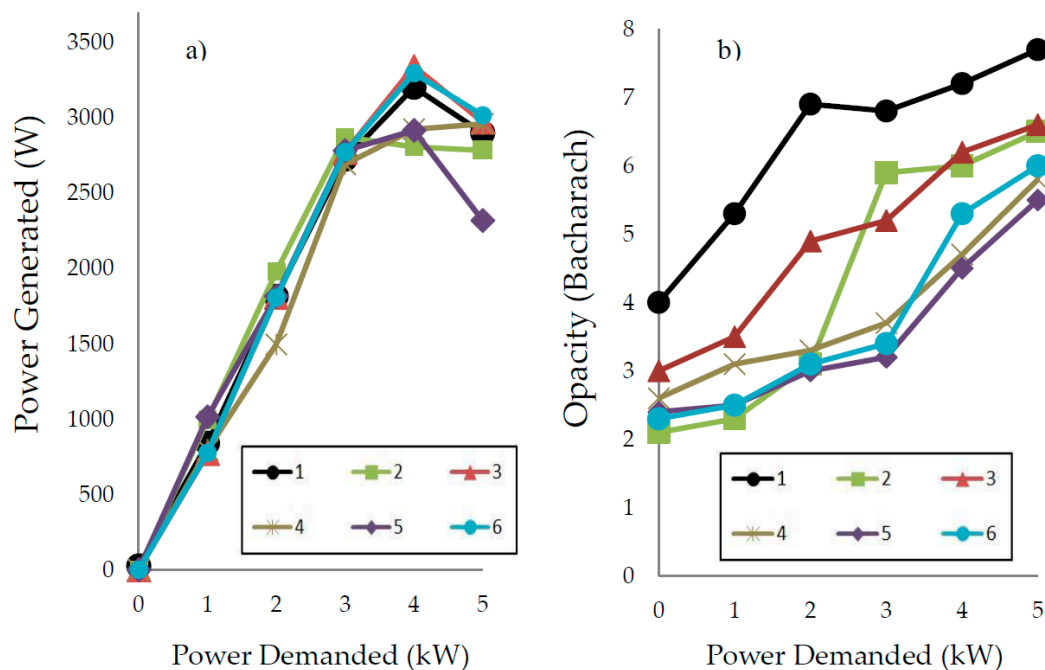 a)
Power Generated (W)
3500
3000
2500
2000
1500
1000
500
0
0 1 2 3 4 5
Power Demanded (kW)
1 2 3
4 5 6
b)
Opacity (Bacharach)
8
7
6
5
4
3
2
1
0
0 1 2 3 4 5
Power Demanded (kW)
1 2 3
4 5 6